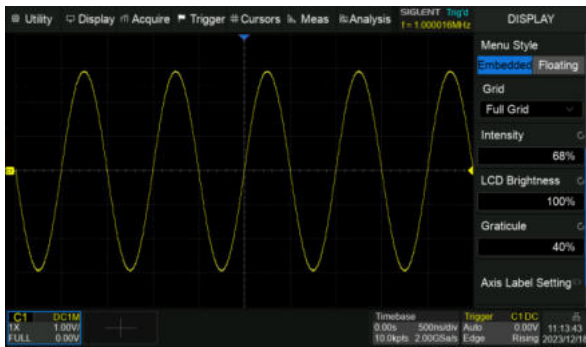 Utility Display Acquire Trigger Cursors Meas Analysis
SIGLENT Trig'd
f = 1.000016MHz
DISPLAY
Menu Style
Embedded Floating
Grid
Full Grid
Intensity
68%
LCD Brightness
100%
Graticule
40%
Axis Label Setting
C1 DC1M
1X 1.00V/
FULL 0.00V
Timebase
0.00s 500ns/div
10.0kpts 2.00GSa/s
Trigger C1 DC
Auto 0.00V
Edge Rising
11:13:43